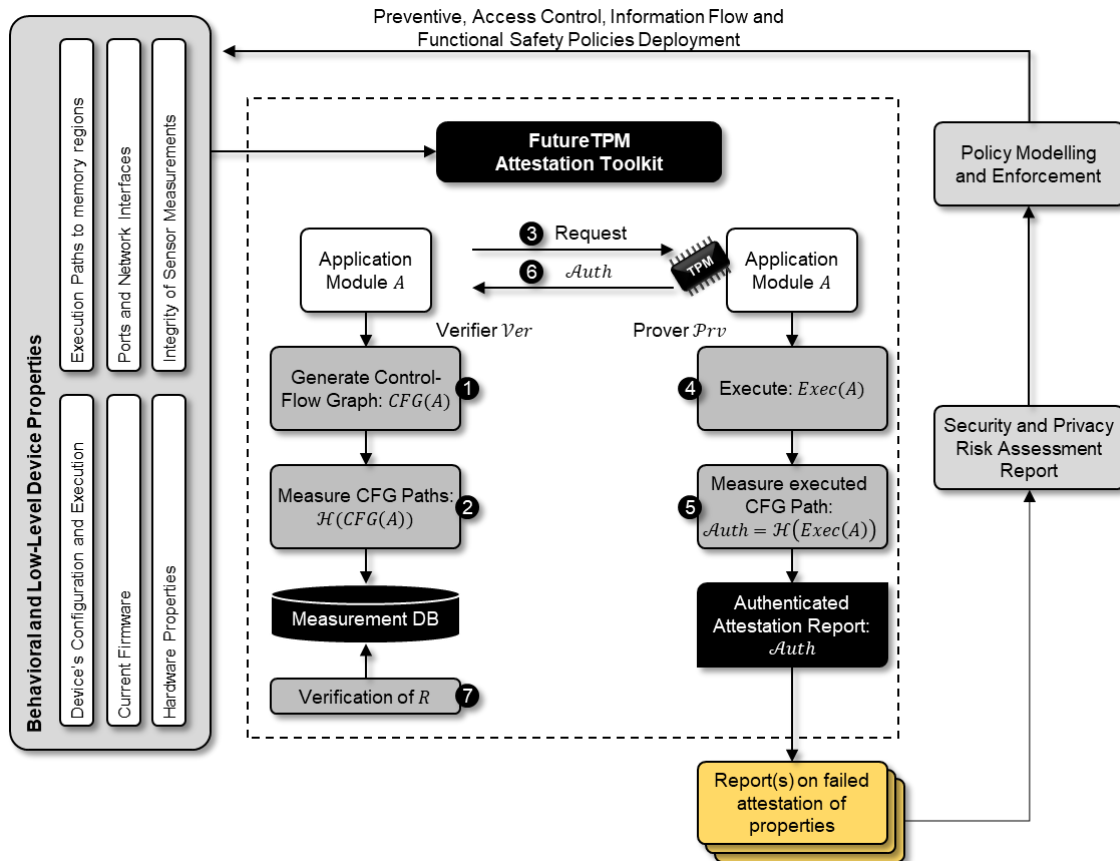 Preventive, Access Control, Information Flow and
Functional Safety Policies Deployment
Behavioral and Low-Level Device Properties
Execution Paths to memory regions
Ports and Network Interfaces
Integrity of Sensor Measurements
Device's Configuration and Execution
Current Firmware
Hardware Properties
FutureTPM
Attestation Toolkit
Policy Modelling
and Enforcement
Application
Module A
3 Request
6 Auth
TPM
Application
Module A
Verifier Ver
Prover Prv
Generate Control-
Flow Graph: CFG(A)
1
4
Execute: Exec(A)
Security and Privacy
Risk Assessment
Report
Measure CFG Paths:
ℋ(CFG(A))
2
5
Measure executed
CFG Path:
Auth = ℋ(Exec(A))
Measurement DB
Authenticated
Attestation Report:
Auth
Verification of R
7
Report(s) on failed
attestation of
properties